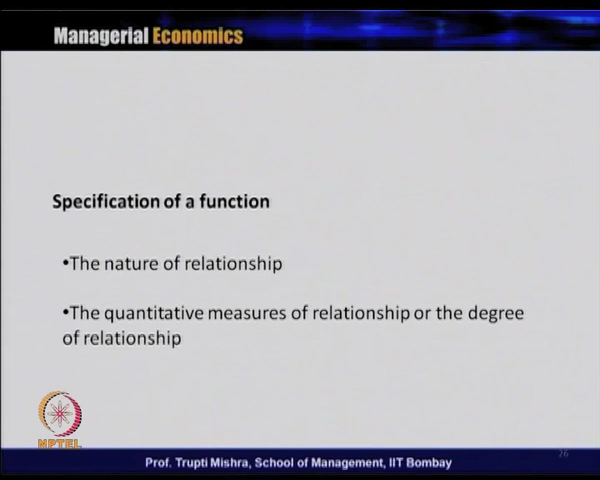 Managerial Economics
Specification of a function
•The nature of relationship
•The quantitative measures of relationship or the degree
of relationship
NPTEL
Prof. Trupti Mishra, School of Management, IIT Bombay
26